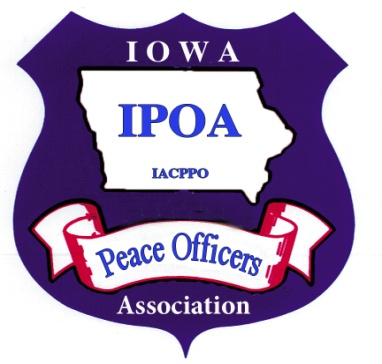 IOWA
IPOA
IACPPO
Peace Officers
Association